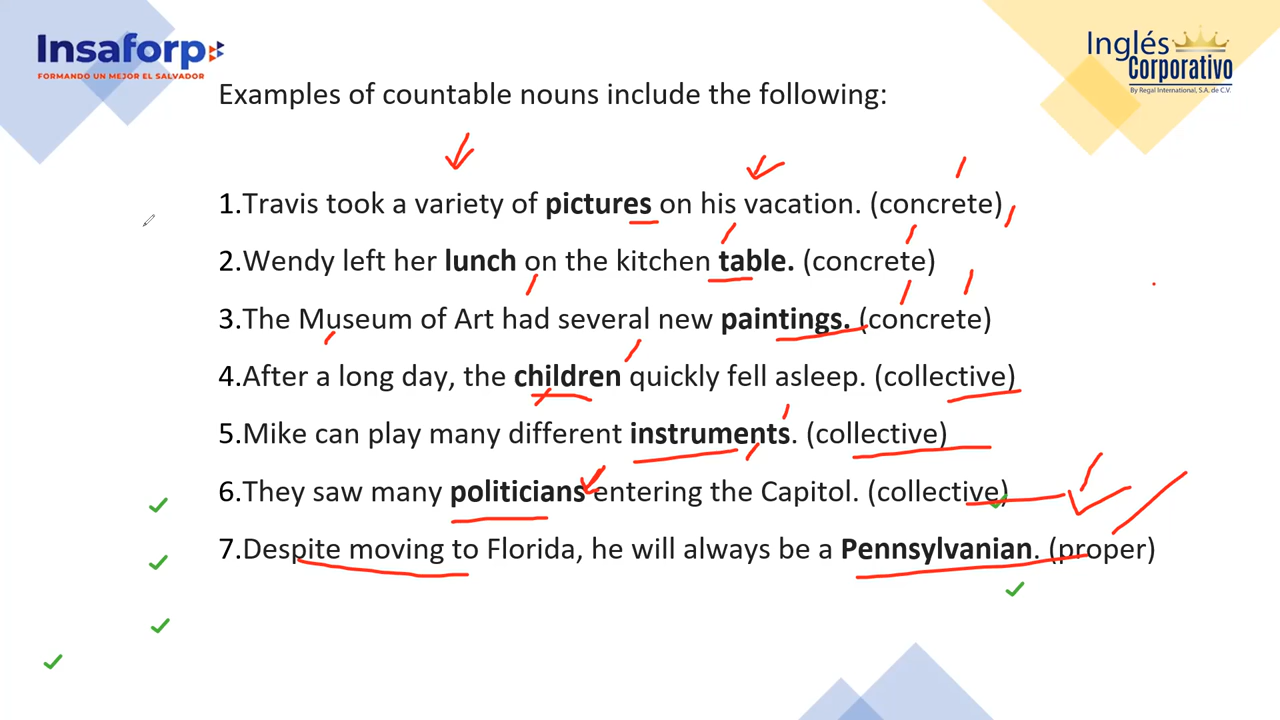 Insaforp
FORMANDO UN MEJOR EL SALVADOR
Inglés
Corporativo
By Regal International, S.A. de C.V.
Examples of countable nouns include the following:
1.Travis took a variety of pictures on his vacation. (concrete)
2.Wendy left her lunch on the kitchen table. (concrete)
3.The Museum of Art had several new paintings. (concrete)
4.After a long day, the children quickly fell asleep. (collective)
5.Mike can play many different instruments. (collective)
6.They saw many politicians entering the Capitol. (collective)
7.Despite moving to Florida, he will always be a Pennsylvanian. (proper)